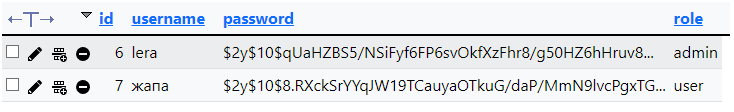 id username password role
6 lera $2y$10$qUaHZBS5/NSiFyf6FP6svOkfXzFhr8/g50HZ6hHruv8... admin
7 жапа $2y$10$8.RXckSrYYqJW19TCauyaOTkuG/daP/MmN9lvcPgxTG... user